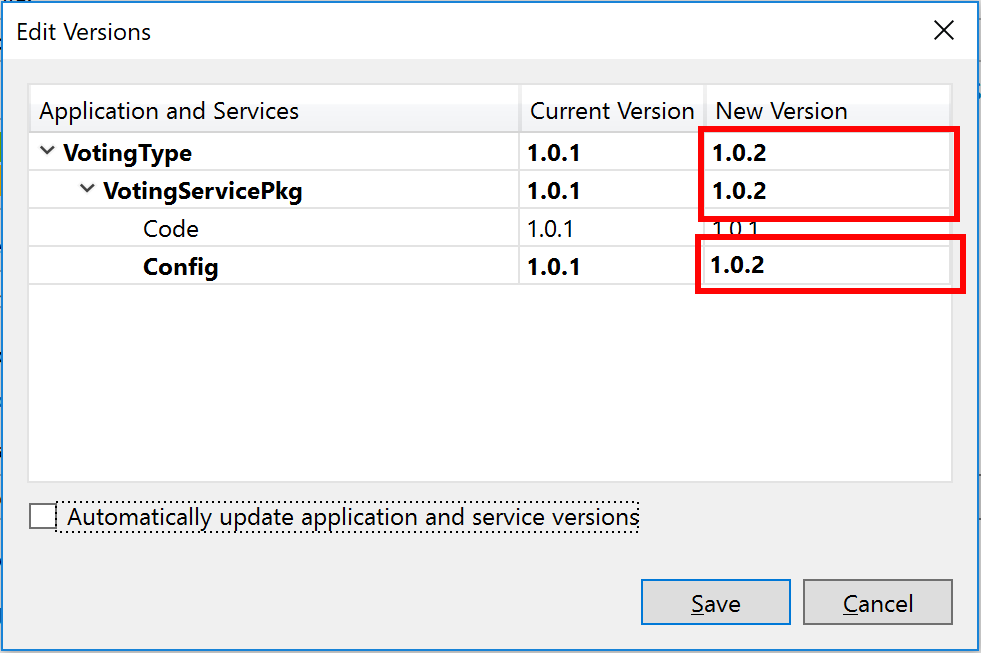 Edit Versions
Application and Services Current Version New Version
VotingType 1.0.1 1.0.2
VotingServicePkg 1.0.1 1.0.2
Code 1.0.1 1.0.1
Config 1.0.1 1.0.2
Automatically update application and service versions
Save Cancel